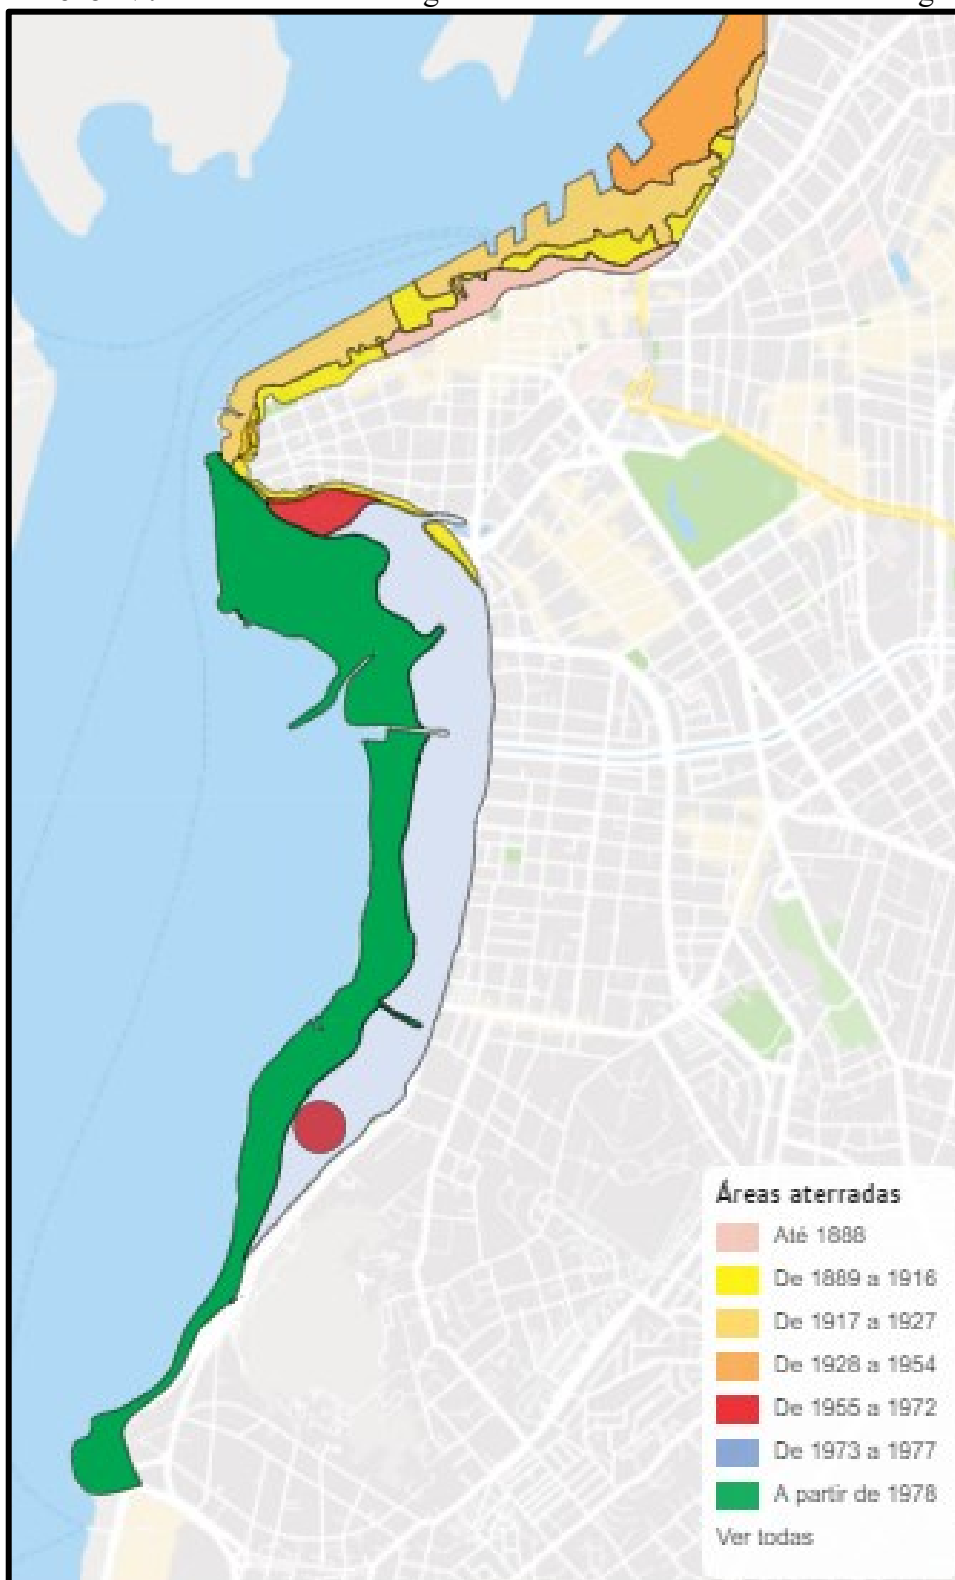 Áreas aterradas
Até 1888
De 1889 a 1916
De 1917 a 1927
De 1928 a 1954
De 1955 a 1972
De 1973 a 1977
A partir de 1978
Ver todas